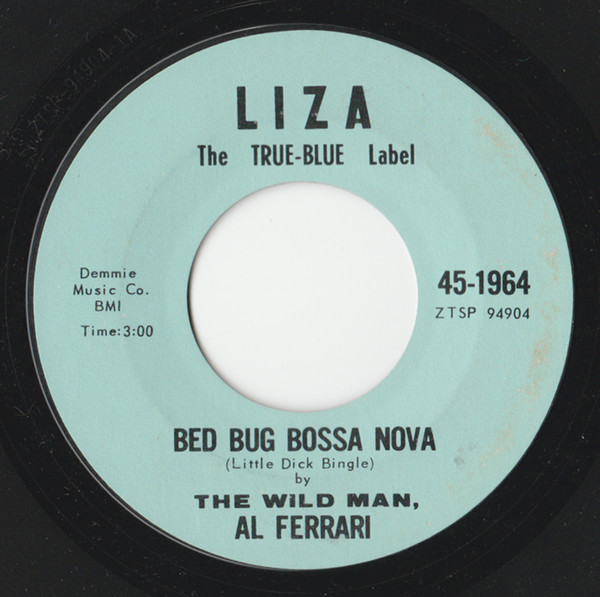 LIZA
The TRUE-BLUE Label
Demmie
Music Co.
BMI
Time:3:00
45-1964
ZTSP 94904
BED BUG BOSSA NOVA
(Little Dick Bingle)
by
THE WILD MAN,
AL FERRARI